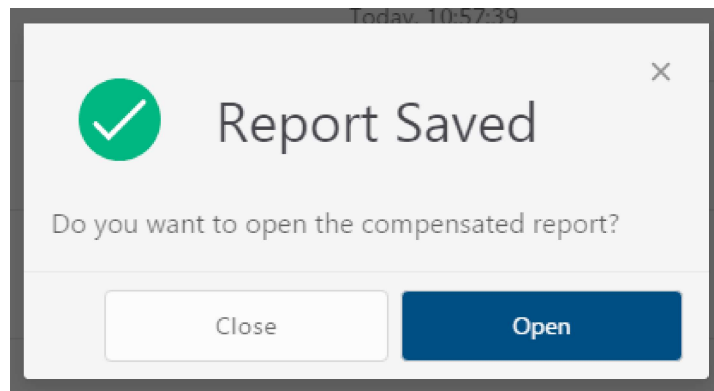 Today, 10:57:39
Report Saved
Do you want to open the compensated report?
Close
Open